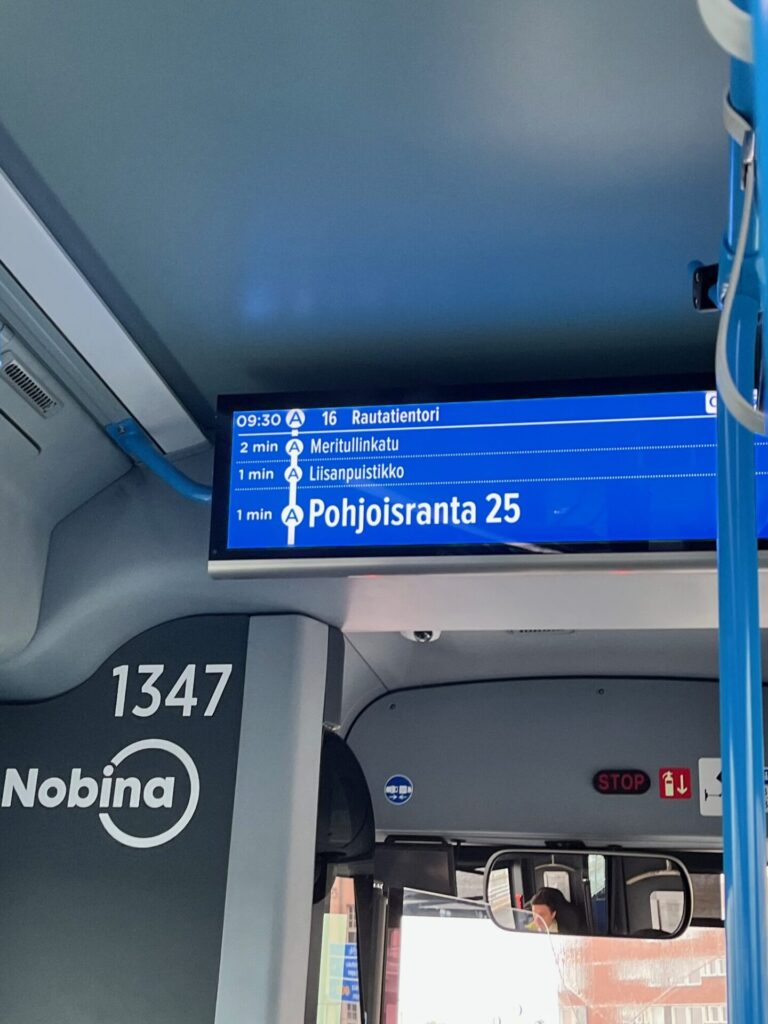 09:30 A 16 Rautatientori
2 min A Meritullinkatu
1 min A Liisanpuistikko
1 min A Pohjoisranta 25
1347
Nobina
STOP